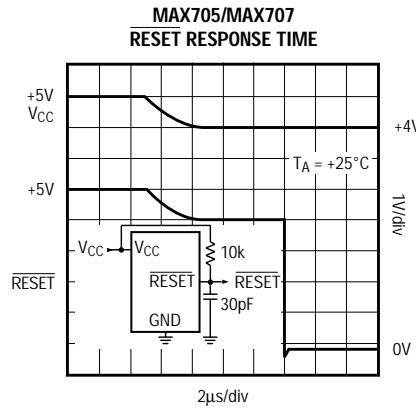 MAX705/MAX707
RESET RESPONSE TIME
+5V
VCC
+4V
TA = +25°C
+5V
1V/div
VCC
VCC
10k
RESET
RESET
RESET
30pF
GND
0V
2µs/div